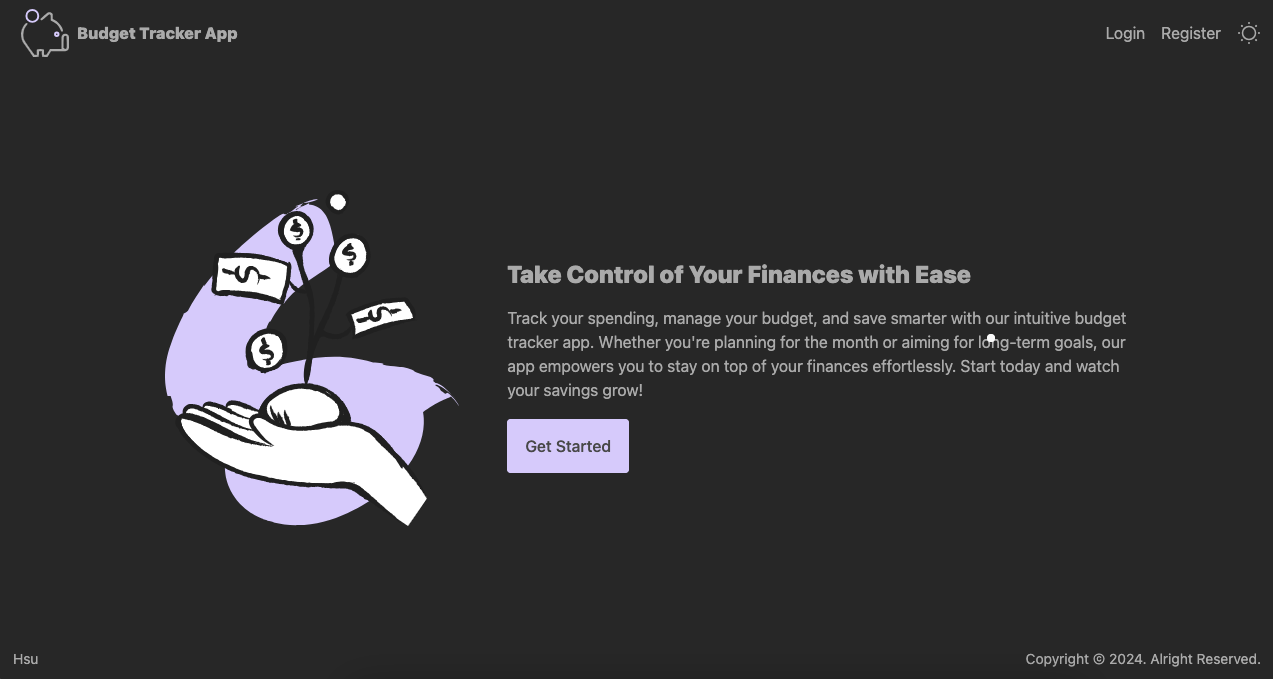 Budget Tracker App
Login Register
$
$
$
$
$
Take Control of Your Finances with Ease
Track your spending, manage your budget, and save smarter with our intuitive budget
tracker app. Whether you're planning for the month or aiming for long-term goals, our
app empowers you to stay on top of your finances effortlessly. Start today and watch
your savings grow!
Get Started
Hsu
Copyright © 2024. Alright Reserved.